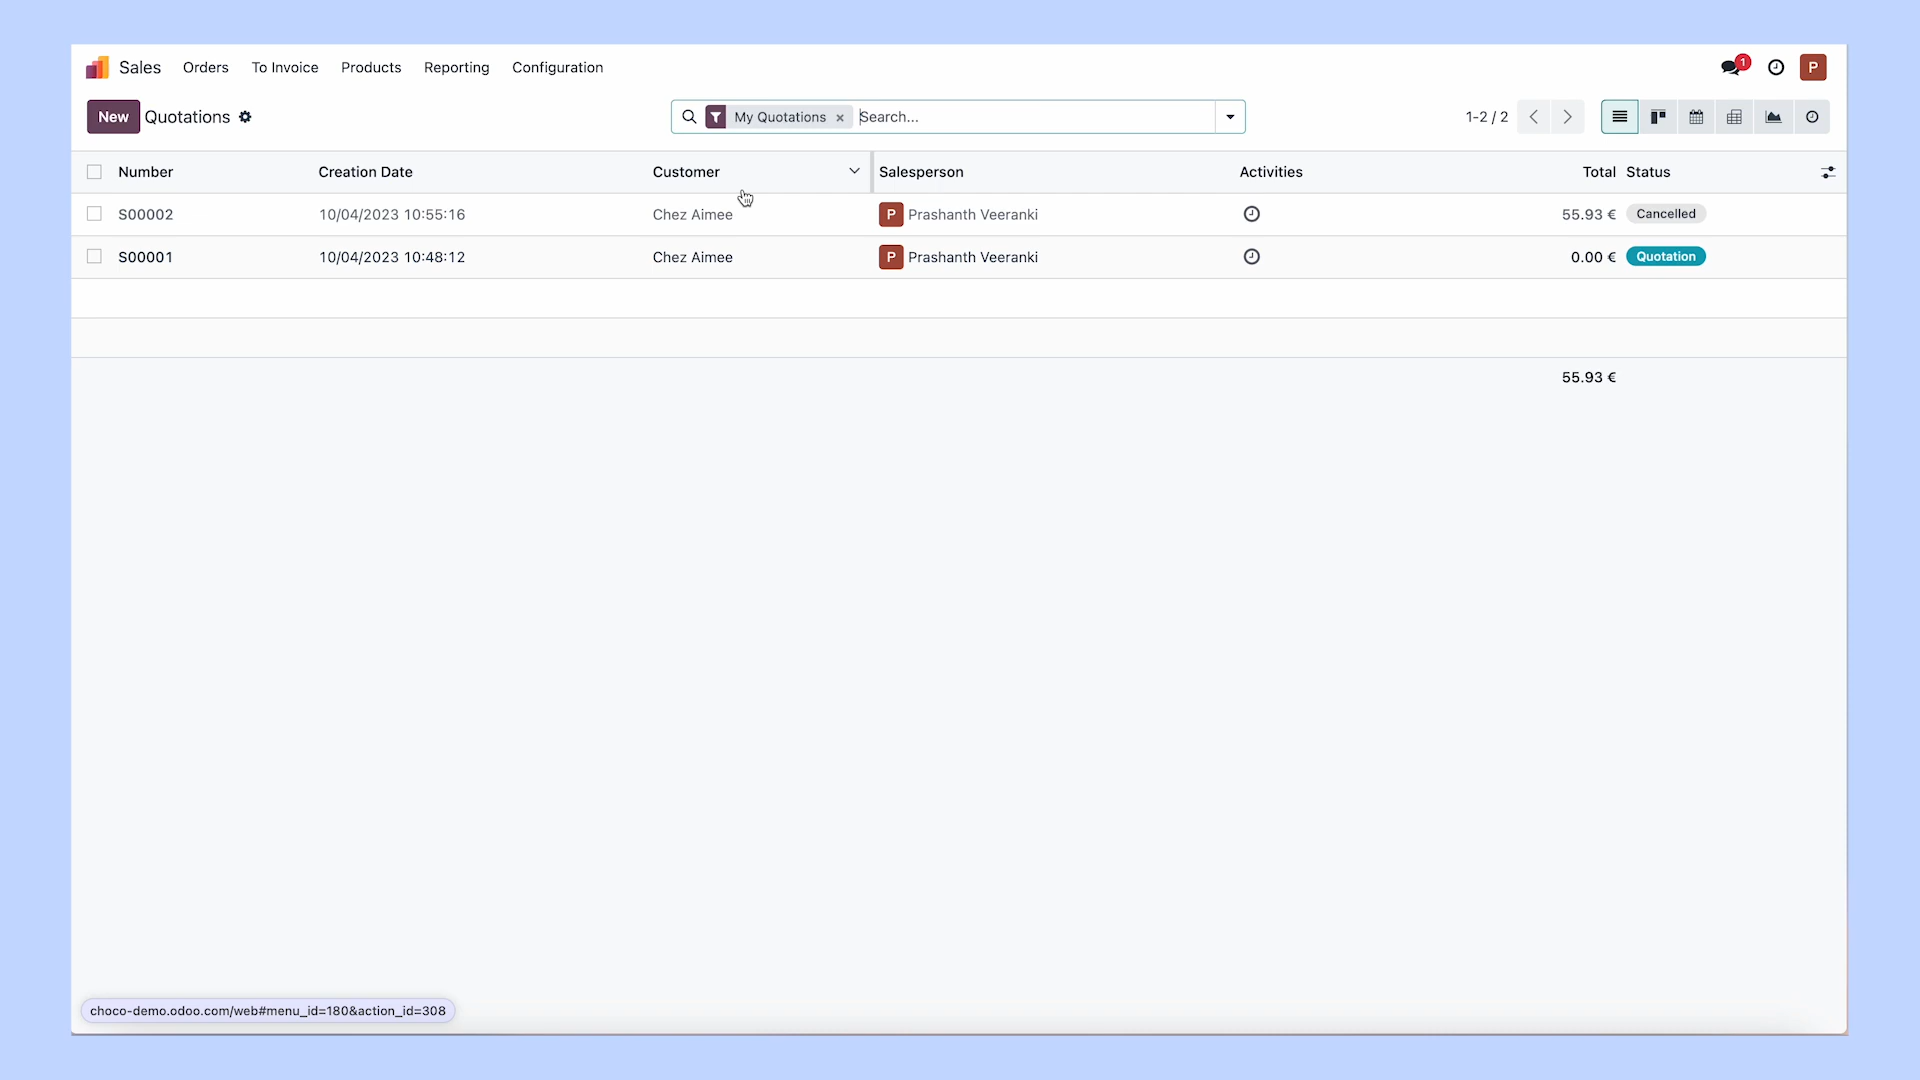 Sales Orders To Invoice Products Reporting Configuration 1 P
New Quotations My Quotations × Search... 1-2 / 2
Number Creation Date Customer Salesperson Activities Total Status
S00002 10/04/2023 10:55:16 Chez Aimee P Prashanth Veeranki 55.93 € Cancelled
S00001 10/04/2023 10:48:12 Chez Aimee P Prashanth Veeranki 0.00 € Quotation
55.93 €
choco-demo.odoo.com/web#menu_id=180&action_id=308